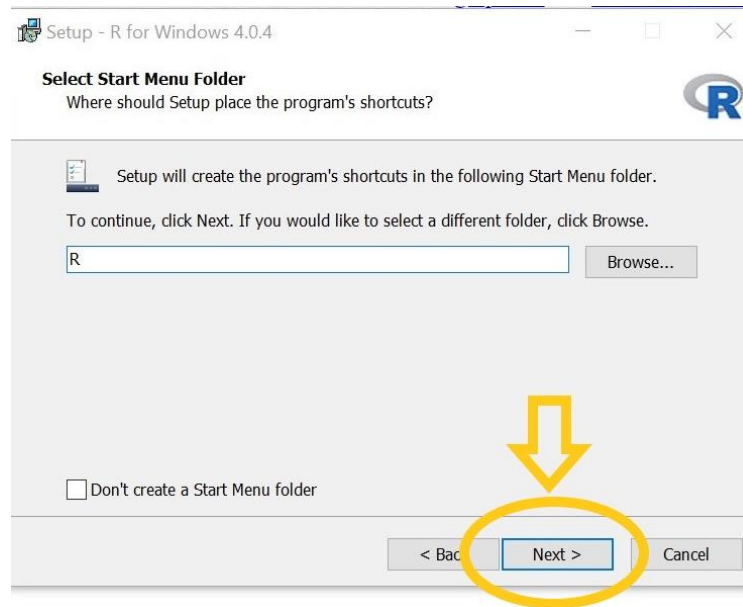 Setup - R for Windows 4.0.4
Select Start Menu Folder
Where should Setup place the program's shortcuts?
R
Setup will create the program's shortcuts in the following Start Menu folder.
To continue, click Next. If you would like to select a different folder, click Browse.
R
Browse...
Don't create a Start Menu folder
< Bac
Next >
Cancel